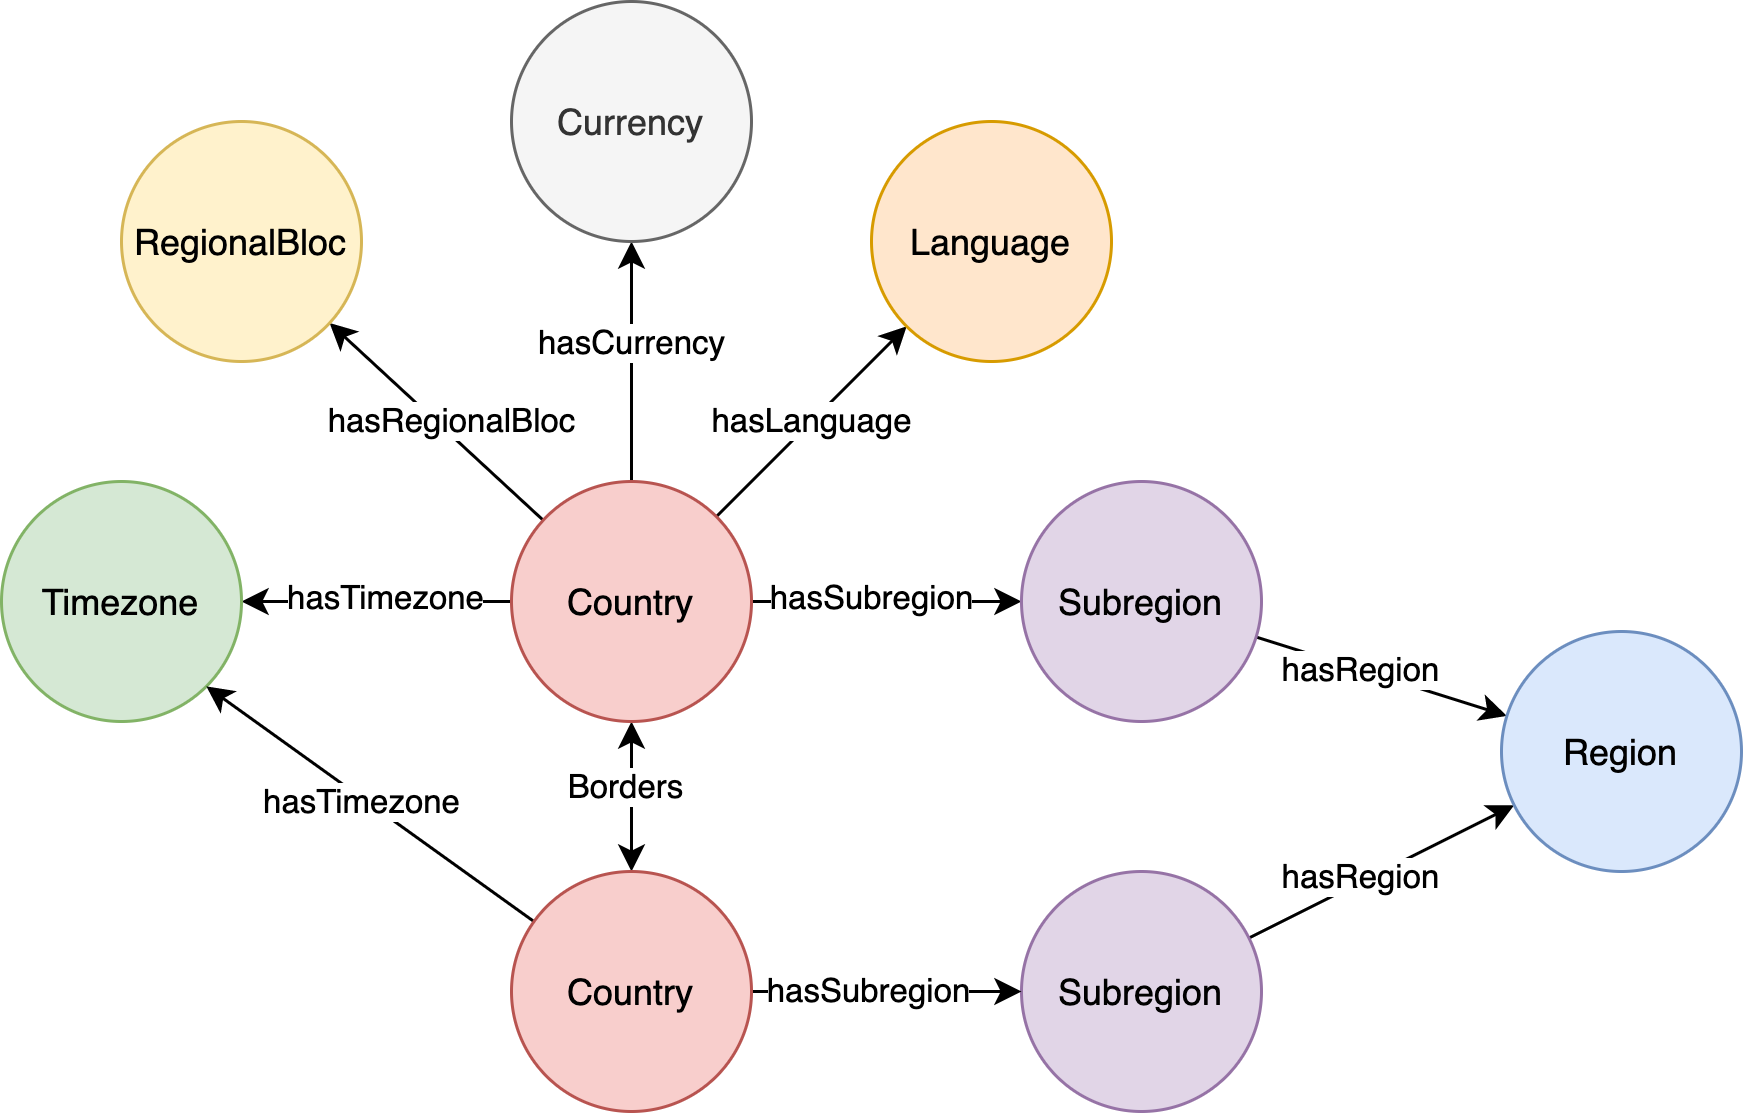 Currency
RegionalBloc
Language
hasCurrency
hasRegionalBloc
hasLanguage
Timezone
hasTimezone
Country
hasSubregion
Subregion
hasRegion
Region
Borders
hasTimezone
hasRegion
Country
hasSubregion
Subregion